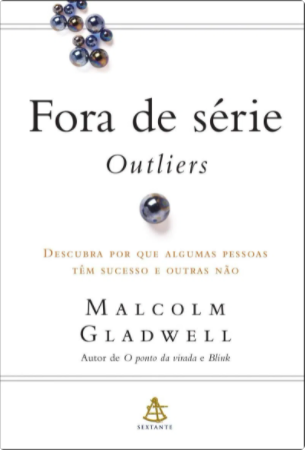 Fora de série
Outliers
DESCUBRA POR QUE ALGUMAS PESSOAS
TÊM SUCESSO E OUTRAS NÃO
MALCOLM
GLADWELL
Autor de O ponto da virada e Blink
SEXTANTE